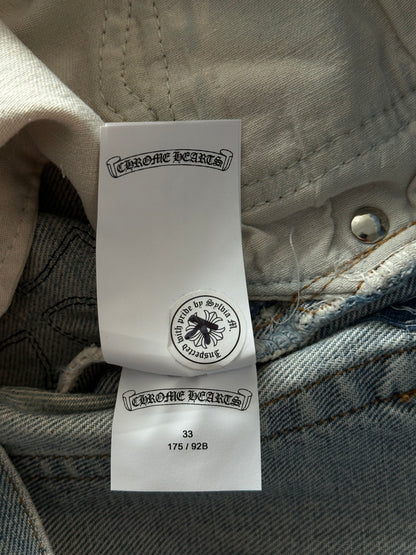 CHROME HEARTS
Inspected with pride by Sylvia M.
CHROME HEARTS
33
175 / 92B